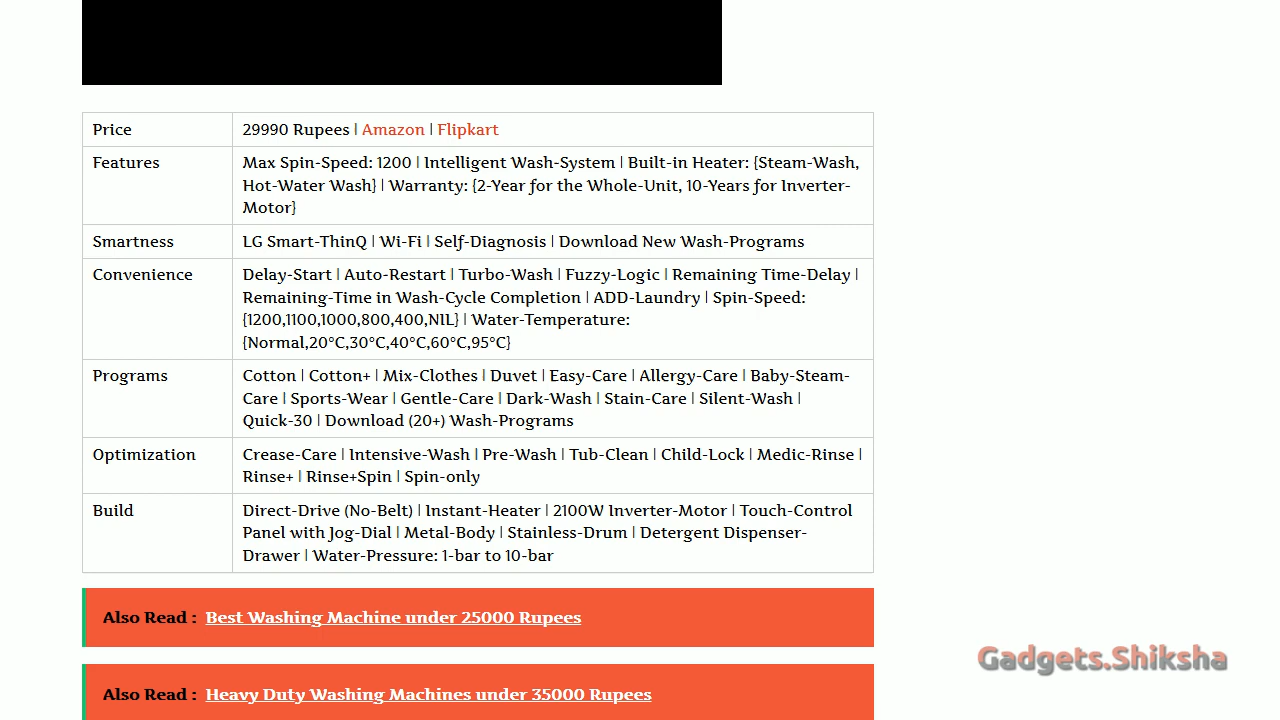 Price 29990 Rupees | Amazon | Flipkart
Features Max Spin-Speed: 1200 | Intelligent Wash-System | Built-in Heater: {Steam-Wash,
Hot-Water Wash} | Warranty: {2-Year for the Whole-Unit, 10-Years for Inverter-
Motor}
Smartness LG Smart-ThinQ | Wi-Fi | Self-Diagnosis | Download New Wash-Programs
Convenience Delay-Start | Auto-Restart | Turbo-Wash | Fuzzy-Logic | Remaining Time-Delay |
Remaining-Time in Wash-Cycle Completion | ADD-Laundry | Spin-Speed:
{1200,1100,1000,800,400,NIL} | Water-Temperature:
{Normal,20°C,30°C,40°C,60°C,95°C}
Programs Cotton | Cotton+ | Mix-Clothes | Duvet | Easy-Care | Allergy-Care | Baby-Steam-
Care | Sports-Wear | Gentle-Care | Dark-Wash | Stain-Care | Silent-Wash |
Quick-30 | Download (20+) Wash-Programs
Optimization Crease-Care | Intensive-Wash | Pre-Wash | Tub-Clean | Child-Lock | Medic-Rinse |
Rinse+ | Rinse+Spin | Spin-only
Build Direct-Drive (No-Belt) | Instant-Heater | 2100W Inverter-Motor | Touch-Control
Panel with Jog-Dial | Metal-Body | Stainless-Drum | Detergent Dispenser-
Drawer | Water-Pressure: 1-bar to 10-bar
Also Read : Best Washing Machine under 25000 Rupees
Gadgets.Shiksha
Also Read : Heavy Duty Washing Machines under 35000 Rupees